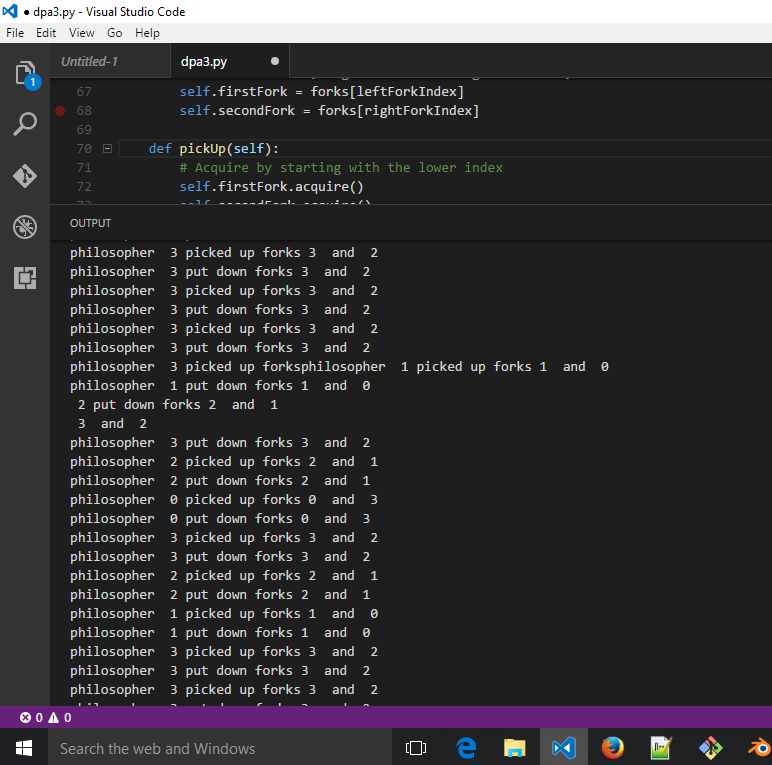 ● dpa3.py - Visual Studio Code
File Edit View Go Help
Untitled-1 dpa3.py ●
1
67 self.firstFork = forks[leftForkIndex]
68 self.secondFork = forks[rightForkIndex]
69
70 def pickUp(self):
71 # Acquire by starting with the lower index
72 self.firstFork.acquire()
73 self.secondFork.acquire()
OUTPUT
philosopher  3 picked up forks 3  and  2
philosopher  3 put down forks 3  and  2
philosopher  3 picked up forks 3  and  2
philosopher  3 put down forks 3  and  2
philosopher  3 picked up forks 3  and  2
philosopher  3 put down forks 3  and  2
philosopher  3 picked up forksphilosopher  1 picked up forks 1  and  0
philosopher  1 put down forks 1  and  0
 2 put down forks 2  and  1
 3  and  2
philosopher  3 put down forks 3  and  2
philosopher  2 picked up forks 2  and  1
philosopher  2 put down forks 2  and  1
philosopher  0 picked up forks 0  and  3
philosopher  0 put down forks 0  and  3
philosopher  3 picked up forks 3  and  2
philosopher  3 put down forks 3  and  2
philosopher  2 picked up forks 2  and  1
philosopher  2 put down forks 2  and  1
philosopher  1 picked up forks 1  and  0
philosopher  1 put down forks 1  and  0
philosopher  3 picked up forks 3  and  2
philosopher  3 put down forks 3  and  2
philosopher  3 picked up forks 3  and  2
0 0
Search the web and Windows